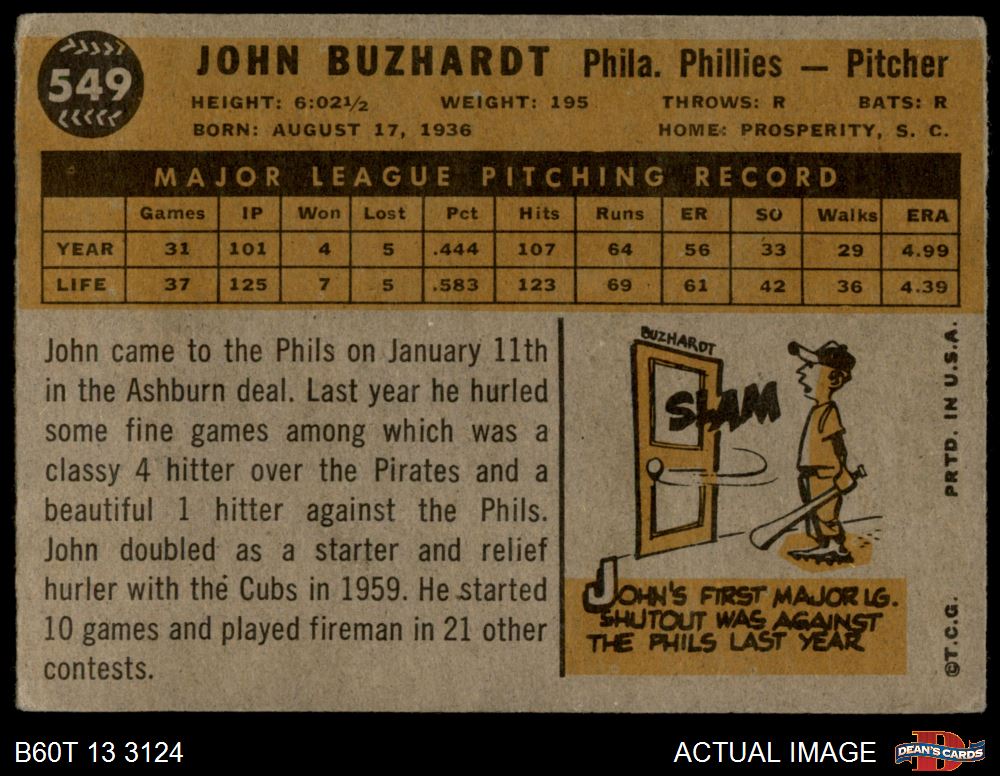 549
JOHN BUZHARDT Phila. Phillies — Pitcher
HEIGHT: 6:02½ WEIGHT: 195 THROWS: R BATS: R
BORN: AUGUST 17, 1936 HOME: PROSPERITY, S. C.
MAJOR LEAGUE PITCHING RECORD
Games IP Won Lost Pct Hits Runs ER SO Walks ERA
YEAR 31 101 4 5 .444 107 64 56 33 29 4.99
LIFE 37 125 7 5 .583 123 69 61 42 36 4.39
John came to the Phils on January 11th
in the Ashburn deal. Last year he hurled
some fine games among which was a
classy 4 hitter over the Pirates and a
beautiful 1 hitter against the Phils.
John doubled as a starter and relief
hurler with the Cubs in 1959. He started
10 games and played fireman in 21 other
contests.
BUZHARDT
SLAM
JOHN'S FIRST MAJOR LG.
SHUTOUT WAS AGAINST
THE PHILS LAST YEAR
©T.C.G. PRTD. IN U.S.A.
B60T 13 3124 ACTUAL IMAGE DEAN'S CARDS